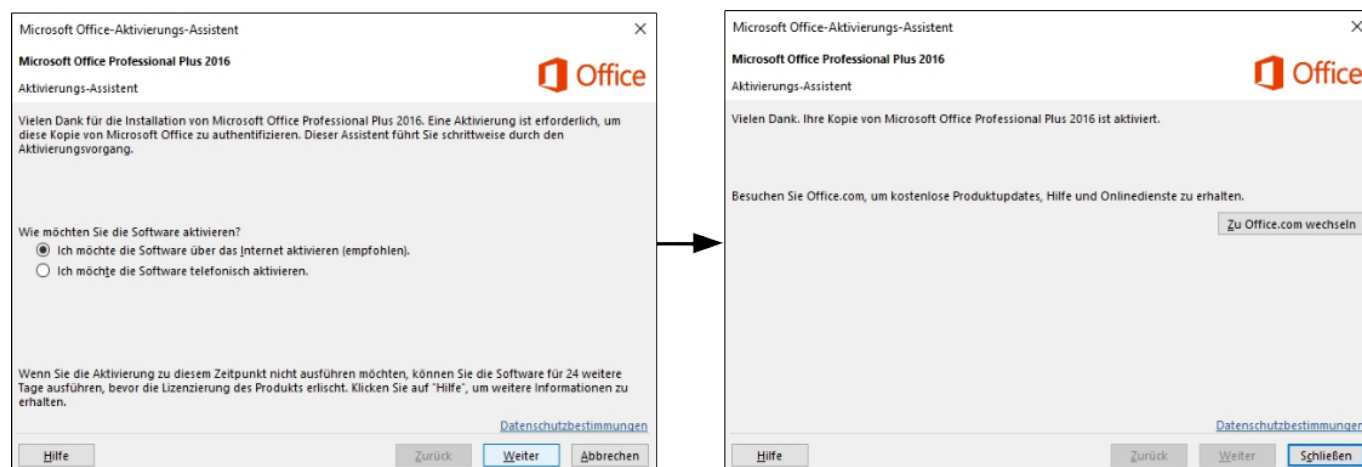 Microsoft Office-Aktivierungs-Assistent
Microsoft Office Professional Plus 2016
Office
Aktivierungs-Assistent
Vielen Dank für die Installation von Microsoft Office Professional Plus 2016. Eine Aktivierung ist erforderlich, um
diese Kopie von Microsoft Office zu authentifizieren. Dieser Assistent führt Sie schrittweise durch den
Aktivierungsvorgang.
Wie möchten Sie die Software aktivieren?
Ich möchte die Software über das Internet aktivieren (empfohlen).
Ich möchte die Software telefonisch aktivieren.
Wenn Sie die Aktivierung zu diesem Zeitpunkt nicht ausführen möchten, können Sie die Software für 24 weitere
Tage ausführen, bevor die Lizenzierung des Produkts erlischt. Klicken Sie auf "Hilfe", um weitere Informationen zu
erhalten.
Datenschutzbestimmungen
Hilfe
Zurück
Weiter
Abbrechen
Microsoft Office-Aktivierungs-Assistent
Microsoft Office Professional Plus 2016
Office
Aktivierungs-Assistent
Vielen Dank. Ihre Kopie von Microsoft Office Professional Plus 2016 ist aktiviert.
Besuchen Sie Office.com, um kostenlose Produktupdates, Hilfe und Onlinedienste zu erhalten.
Zu Office.com wechseln
Datenschutzbestimmungen
Hilfe
Zurück
Weiter
Schließen